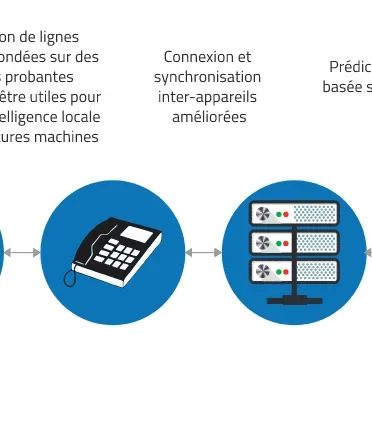 on de lignes
ondées sur des
s probantes
être utiles pour
elligence locale
tures machines
Connexion et
synchronisation
inter-appareils
améliorées
Prédic
basée s